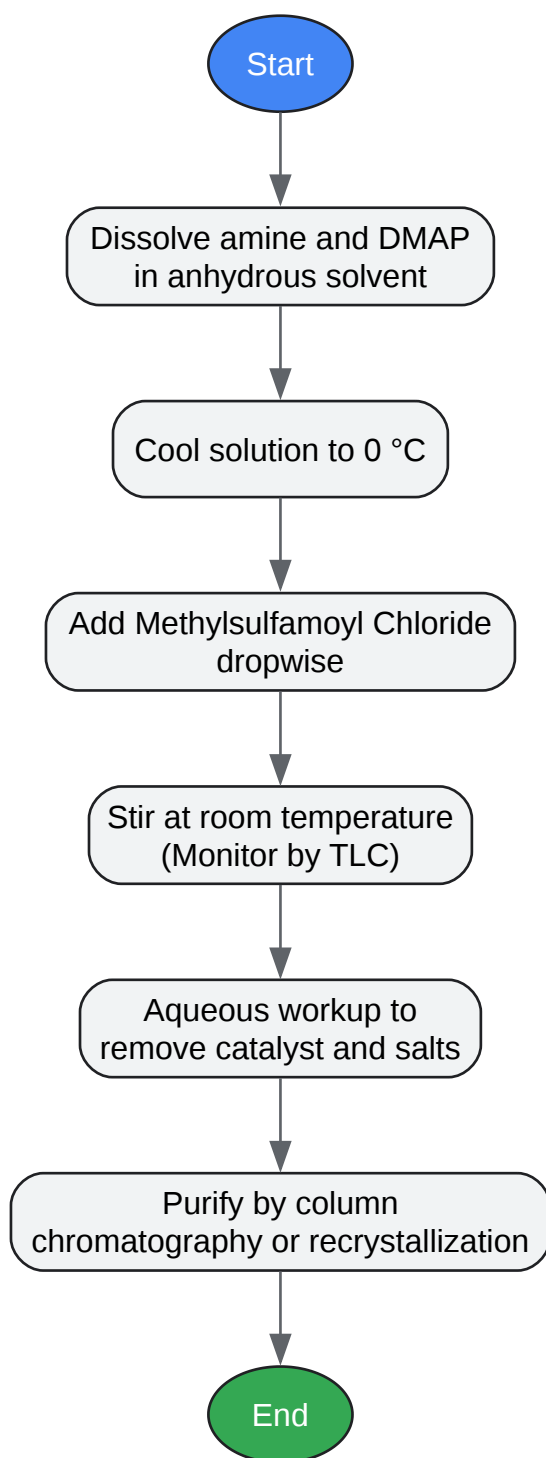 Start
Dissolve amine and DMAP
in anhydrous solvent
Cool solution to 0 °C
Add Methylsulfamoyl Chloride
dropwise
Stir at room temperature
(Monitor by TLC)
Aqueous workup to
remove catalyst and salts
Purify by column
chromatography or recrystallization
End